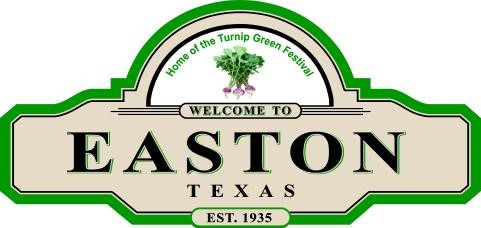 Home of the Turnip Green Festival
WELCOME TO
EASTON
TEXAS
EST. 1935